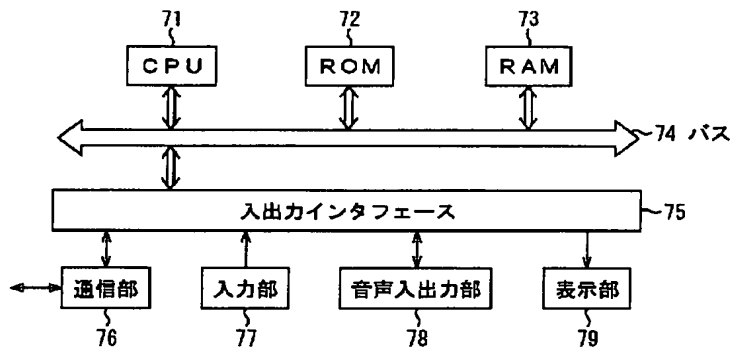 71 72 73
CPU ROM RAM
74 バス
入出力インタフェース 75
通信部 入力部 音声入出力部 表示部
76 77 78 79